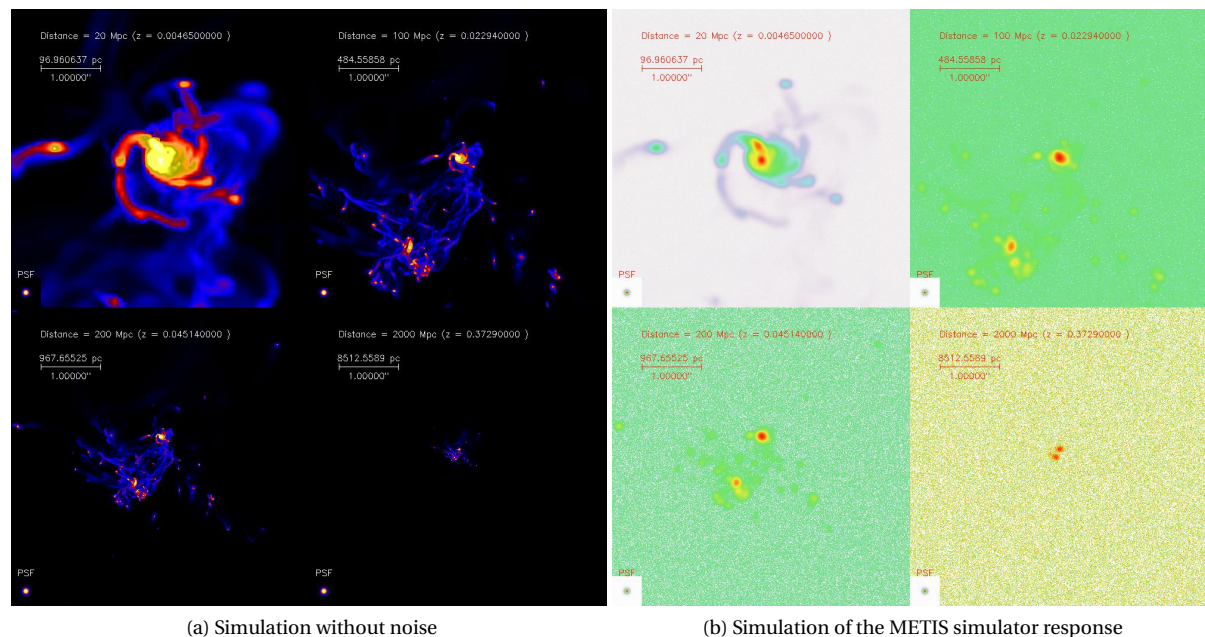 Distance = 20 Mpc (z = 0.0046500000 )
96.960637 pc
1.00000"
PSF
Distance = 100 Mpc (z = 0.022940000 )
484.55858 pc
1.00000"
PSF
Distance = 200 Mpc (z = 0.045140000 )
967.65525 pc
1.00000"
PSF
Distance = 2000 Mpc (z = 0.37290000 )
8512.5589 pc
1.00000"
PSF
(a) Simulation without noise
Distance = 20 Mpc (z = 0.0046500000 )
96.960637 pc
1.00000"
PSF
Distance = 100 Mpc (z = 0.022940000 )
484.55858 pc
1.00000"
PSF
Distance = 200 Mpc (z = 0.045140000 )
967.65525 pc
1.00000"
PSF
Distance = 2000 Mpc (z = 0.37290000 )
8512.5589 pc
1.00000"
PSF
(b) Simulation of the METIS simulator response